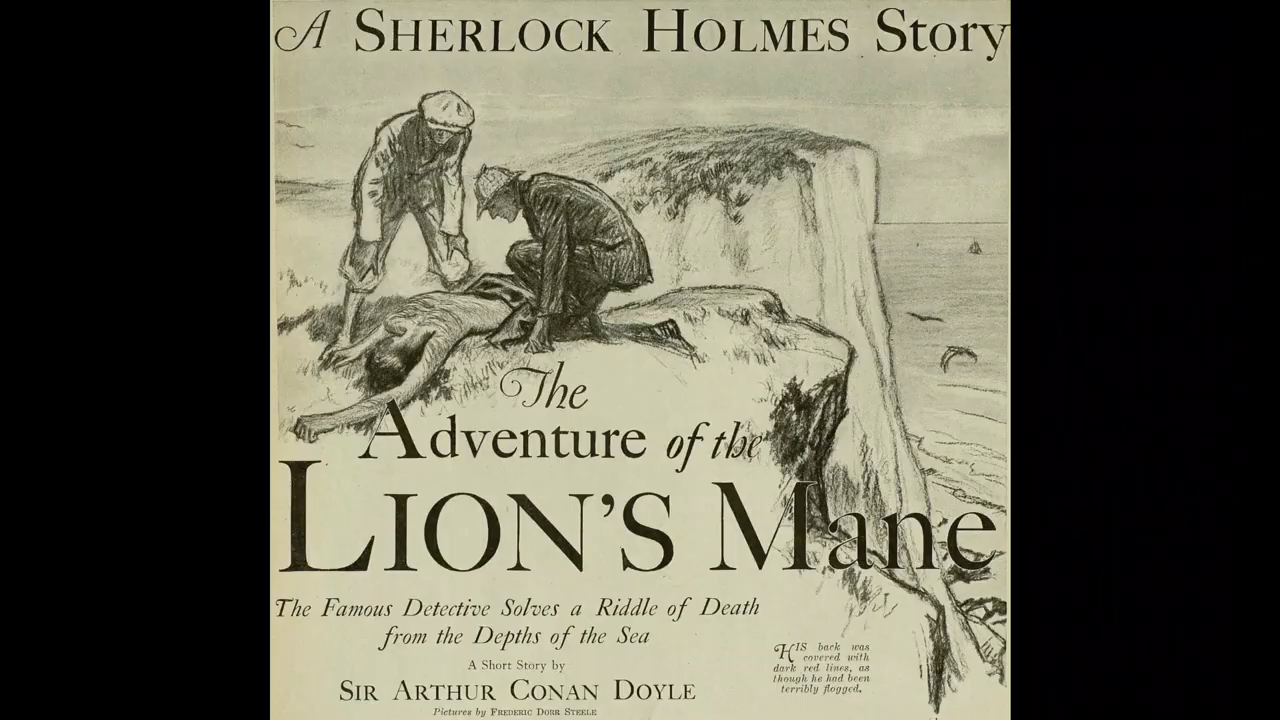 A SHERLOCK HOLMES Story
The
Adventure of the
LION'S Mane
The Famous Detective Solves a Riddle of Death
from the Depths of the Sea
A Short Story by
SIR ARTHUR CONAN DOYLE
Pictures by FREDERIC DORR STEELE
HIS back was
covered with
dark red lines, as
though he had been
terribly flogged.